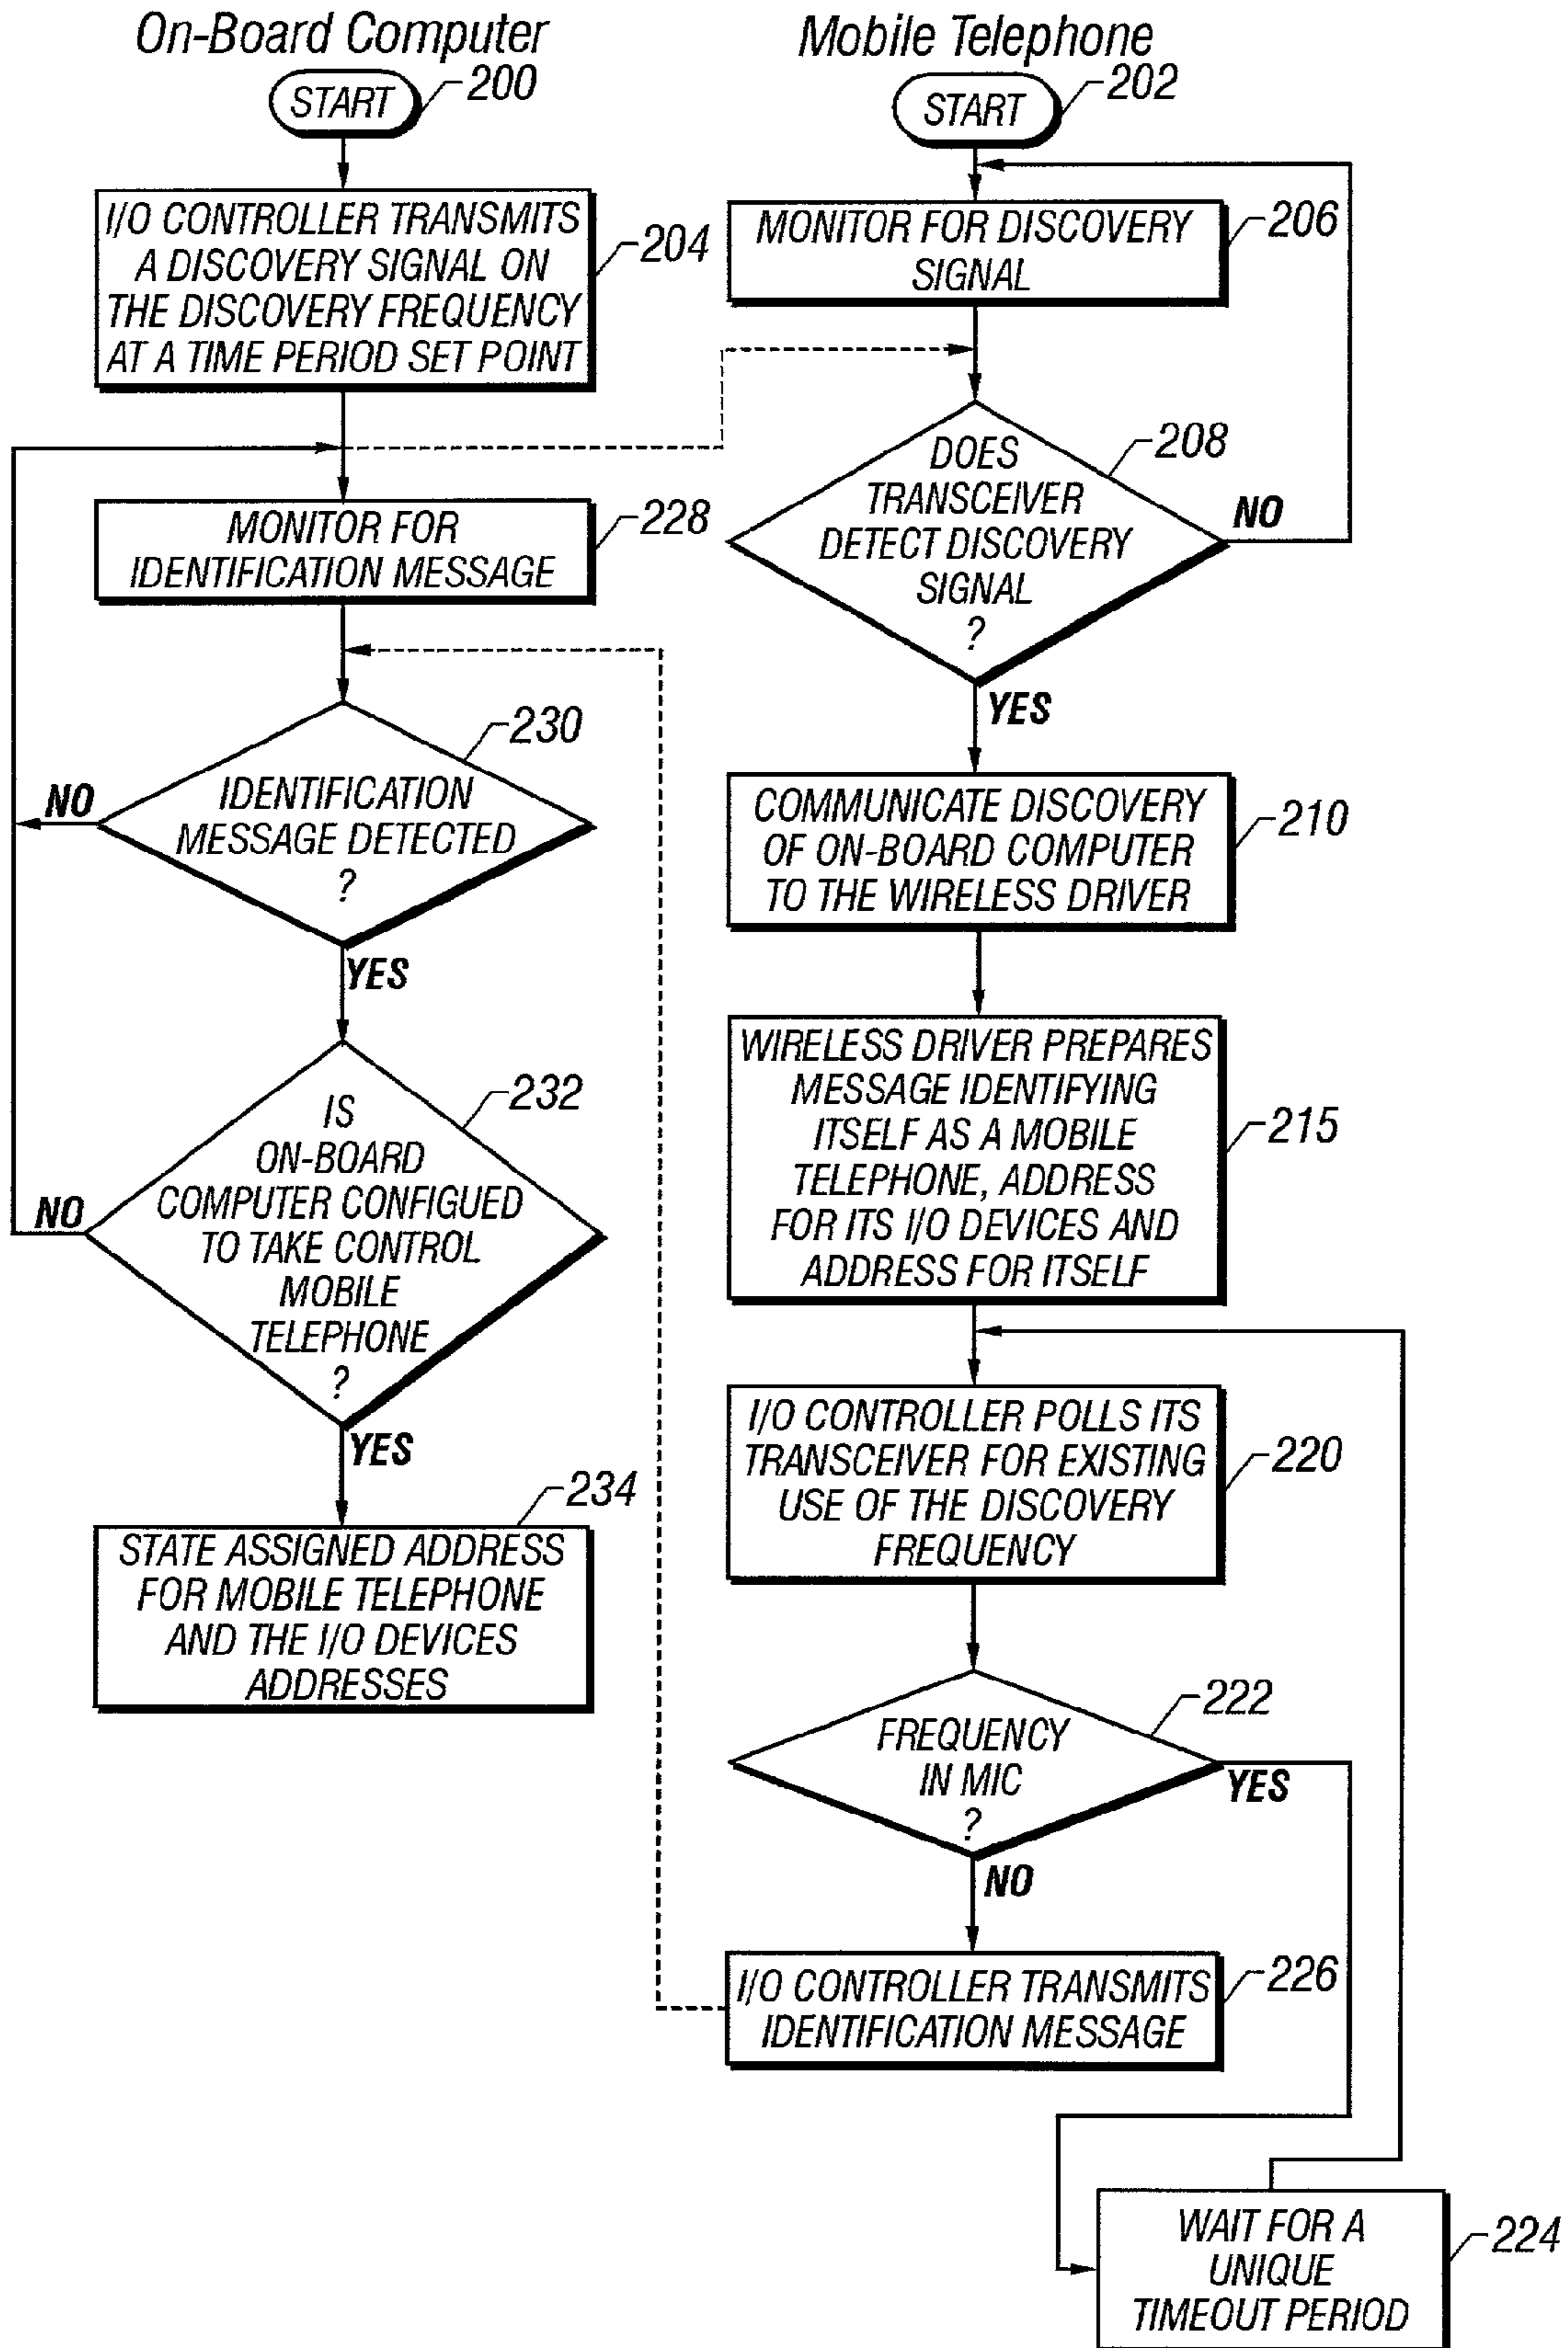 On-Board Computer
START
200
I/O CONTROLLER TRANSMITS
A DISCOVERY SIGNAL ON
THE DISCOVERY FREQUENCY
AT A TIME PERIOD SET POINT
204
MONITOR FOR
IDENTIFICATION MESSAGE
228
230
IDENTIFICATION
MESSAGE DETECTED
?
NO
YES
232
IS
ON-BOARD
COMPUTER CONFIGUED
TO TAKE CONTROL
MOBILE
TELEPHONE
?
NO
YES
234
STATE ASSIGNED ADDRESS
FOR MOBILE TELEPHONE
AND THE I/O DEVICES
ADDRESSES
Mobile Telephone
START
202
MONITOR FOR DISCOVERY
SIGNAL
206
DOES
TRANSCEIVER
DETECT DISCOVERY
SIGNAL
?
208
NO
YES
COMMUNICATE DISCOVERY
OF ON-BOARD COMPUTER
TO THE WIRELESS DRIVER
210
WIRELESS DRIVER PREPARES
MESSAGE IDENTIFYING
ITSELF AS A MOBILE
TELEPHONE, ADDRESS
FOR ITS I/O DEVICES AND
ADDRESS FOR ITSELF
215
I/O CONTROLLER POLLS ITS
TRANSCEIVER FOR EXISTING
USE OF THE DISCOVERY
FREQUENCY
220
222
FREQUENCY
IN MIC
?
YES
NO
I/O CONTROLLER TRANSMITS
IDENTIFICATION MESSAGE
226
WAIT FOR A
UNIQUE
TIMEOUT PERIOD
224